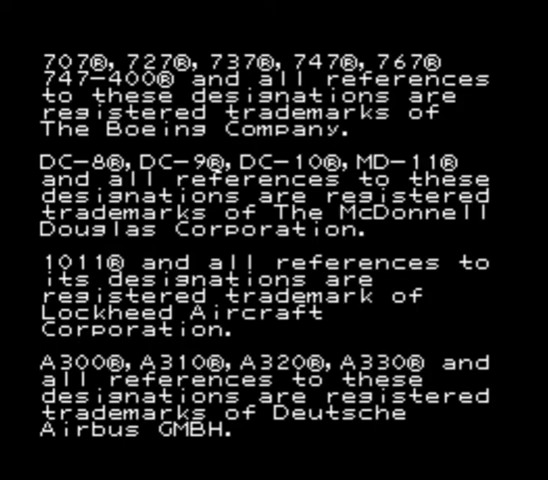 707®, 727®, 737®, 747®, 767®
747-400® and all references
to these designations are
registered trademarks of
The Boeing Company.
DC-8®, DC-9®, DC-10®, MD-11®
and all references to these
designations are registered
trademarks of The McDonnell
Douglas Corporation.
1011® and all references to
its designations are
registered trademark of
Lockheed Aircraft
Corporation.
A300®, A310®, A320®, A330® and
all references to these
designations are registered
trademarks of Deutsche
Airbus GMBH.